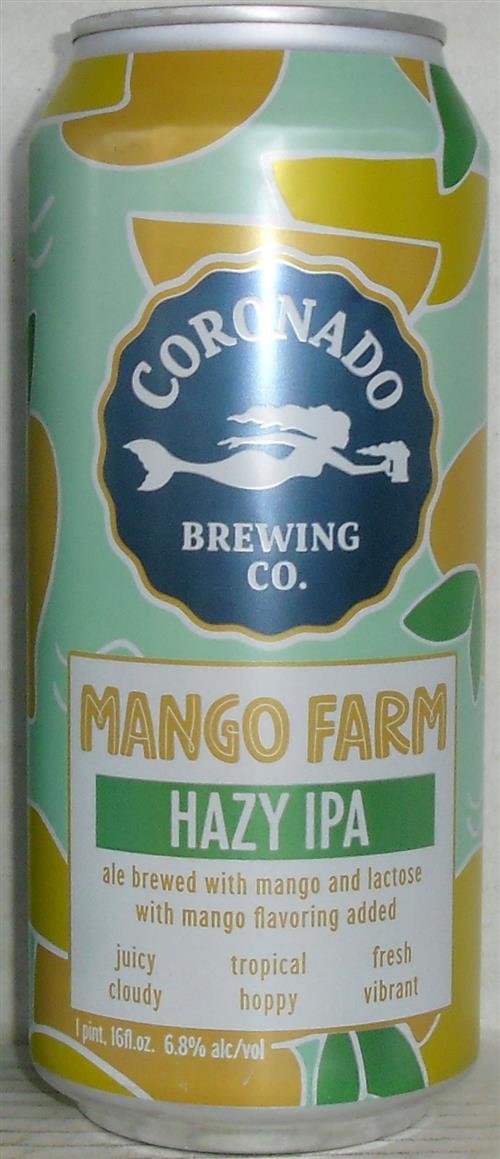 CORONADO
BREWING
CO.
MANGO FARM
HAZY IPA
ale brewed with mango and lactose
with mango flavoring added
juicy tropical fresh
cloudy hoppy vibrant
1 pint, 16fl.oz. 6.8% alc/vol